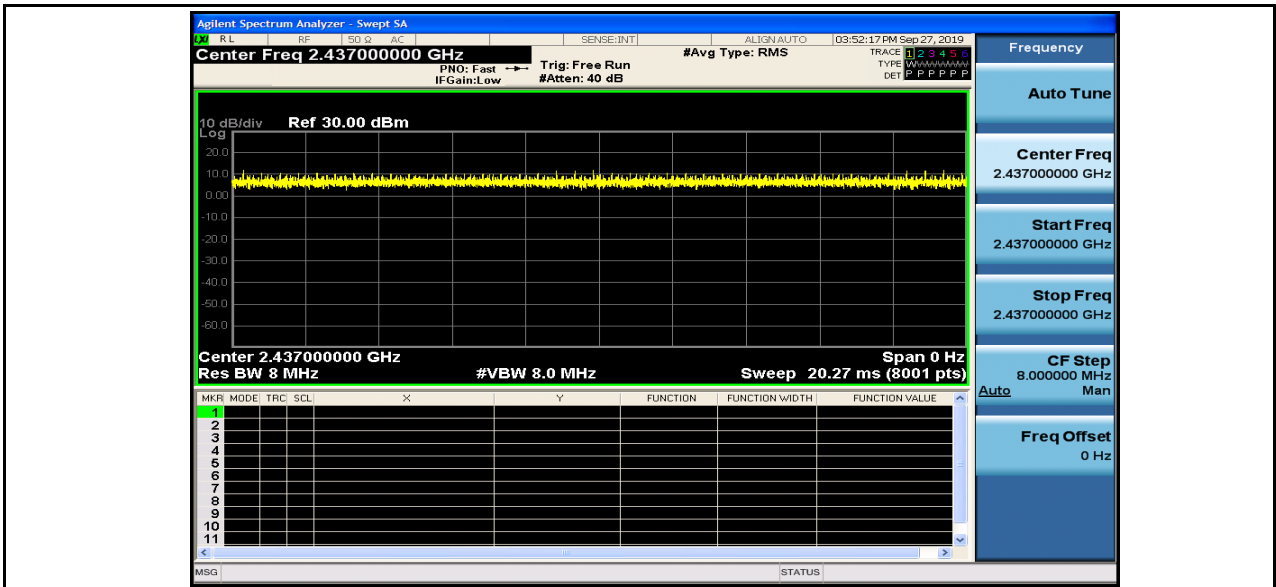 Agilent Spectrum Analyzer - Swept SA
LXI RL RF 50 Ω AC SENSE:INT ALIGN AUTO 03:52:17 PM Sep 27, 2019
Center Freq 2.437000000 GHz
PNO: Fast
IFGain:Low
Trig: Free Run
#Atten: 40 dB
#Avg Type: RMS
TRACE 1 2 3 4 5 6
TYPE WWWWWW
DET P P P P P P
10 dB/div Ref 30.00 dBm
Log
20.0
10.0
0.00
-10.0
-20.0
-30.0
-40.0
-50.0
-60.0
Center 2.437000000 GHz Span 0 Hz
Res BW 8 MHz #VBW 8.0 MHz Sweep 20.27 ms (8001 pts)
MKR MODE TRC SCL X Y FUNCTION FUNCTION WIDTH FUNCTION VALUE
1
2
3
4
5
6
7
8
9
10
11
MSG STATUS
Frequency
Auto Tune
Center Freq
2.437000000 GHz
Start Freq
2.437000000 GHz
Stop Freq
2.437000000 GHz
CF Step
8.000000 MHz
Auto Man
Freq Offset
0 Hz